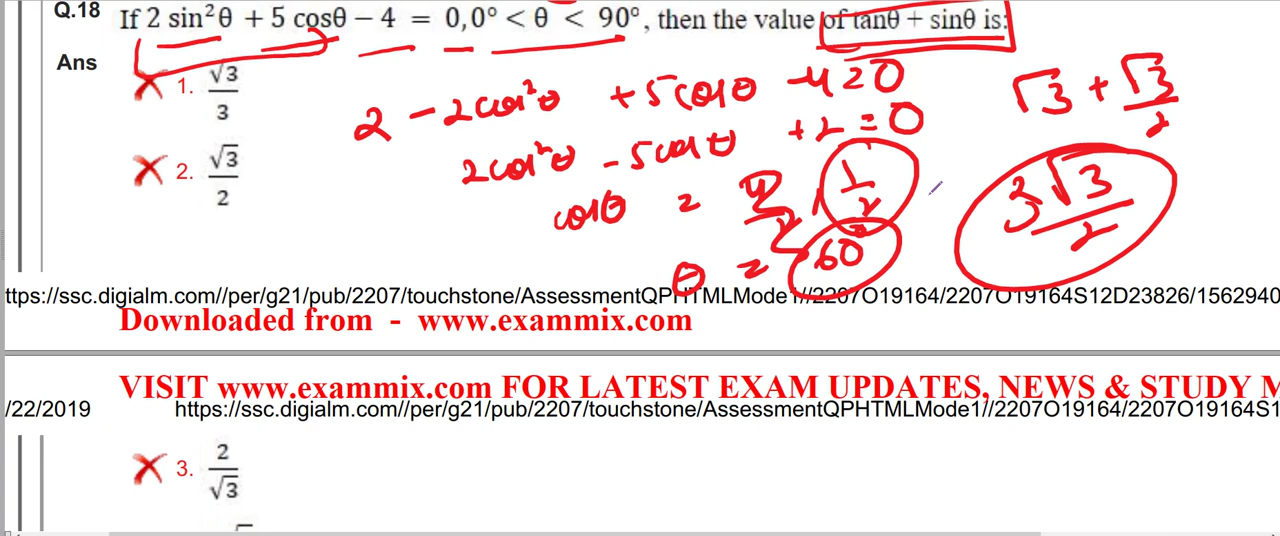 Q.18 If 2 sin²θ + 5 cosθ − 4 = 0, 0° < θ < 90°, then the value of tanθ + sinθ is:
Ans
1. √3/3
2 - 2cos²θ + 5cosθ - 4 = 0
2cos²θ - 5cosθ + 2 = 0
cosθ = 4/2, 1/2
θ = 60°
√3 + √3/2
3√3/2
2. √3/2
ttps://ssc.digialm.com//per/g21/pub/2207/touchstone/AssessmentQPHTMLMode1//2207O19164/2207O19164S12D23826/1562940
Downloaded from - www.exammix.com
VISIT www.exammix.com FOR LATEST EXAM UPDATES, NEWS & STUDY M
/22/2019 https://ssc.digialm.com//per/g21/pub/2207/touchstone/AssessmentQPHTMLMode1//2207O19164/2207O19164S1
3. 2/√3